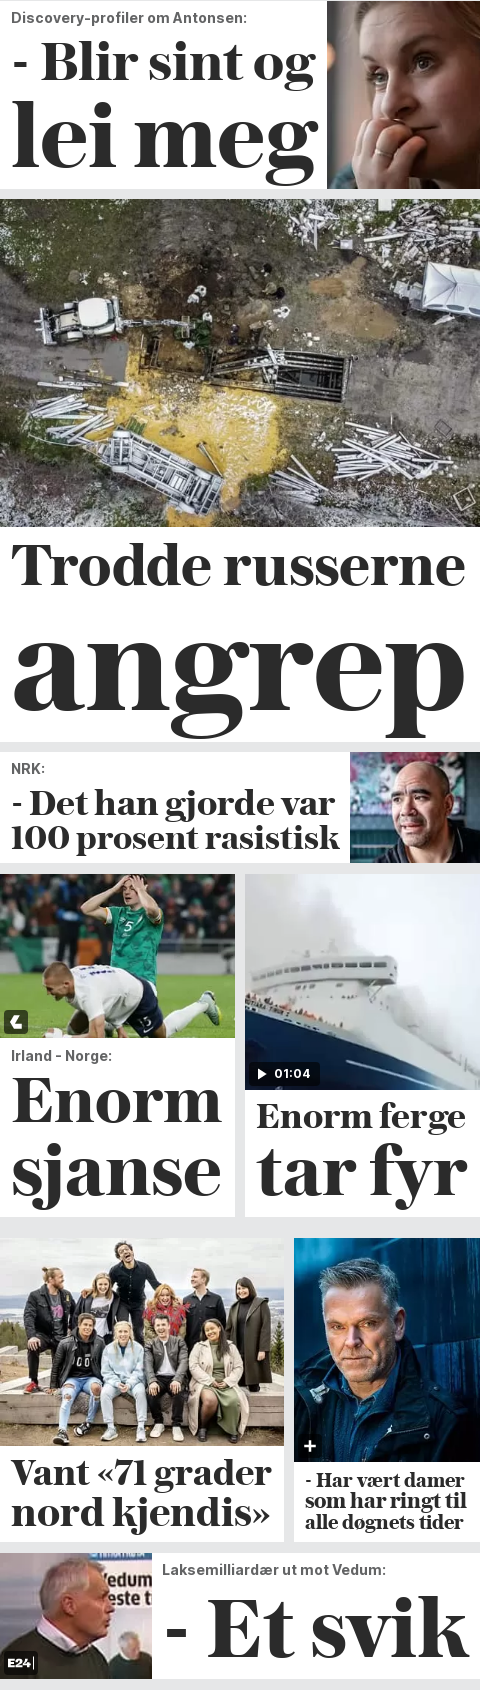 Discovery-profiler om Antonsen:
- Blir sint og
lei meg
Trodde russerne
angrep
NRK:
- Det han gjorde var
100 prosent rasistisk
5
15
Irland - Norge:
Enorm
sjanse
01:04
Enorm ferge
tar fyr
Vant «71 grader
nord kjendis»
- Har vært damer
som har ringt til
alle døgnets tider
Laksemilliardær ut mot Vedum:
- Et svik
E24